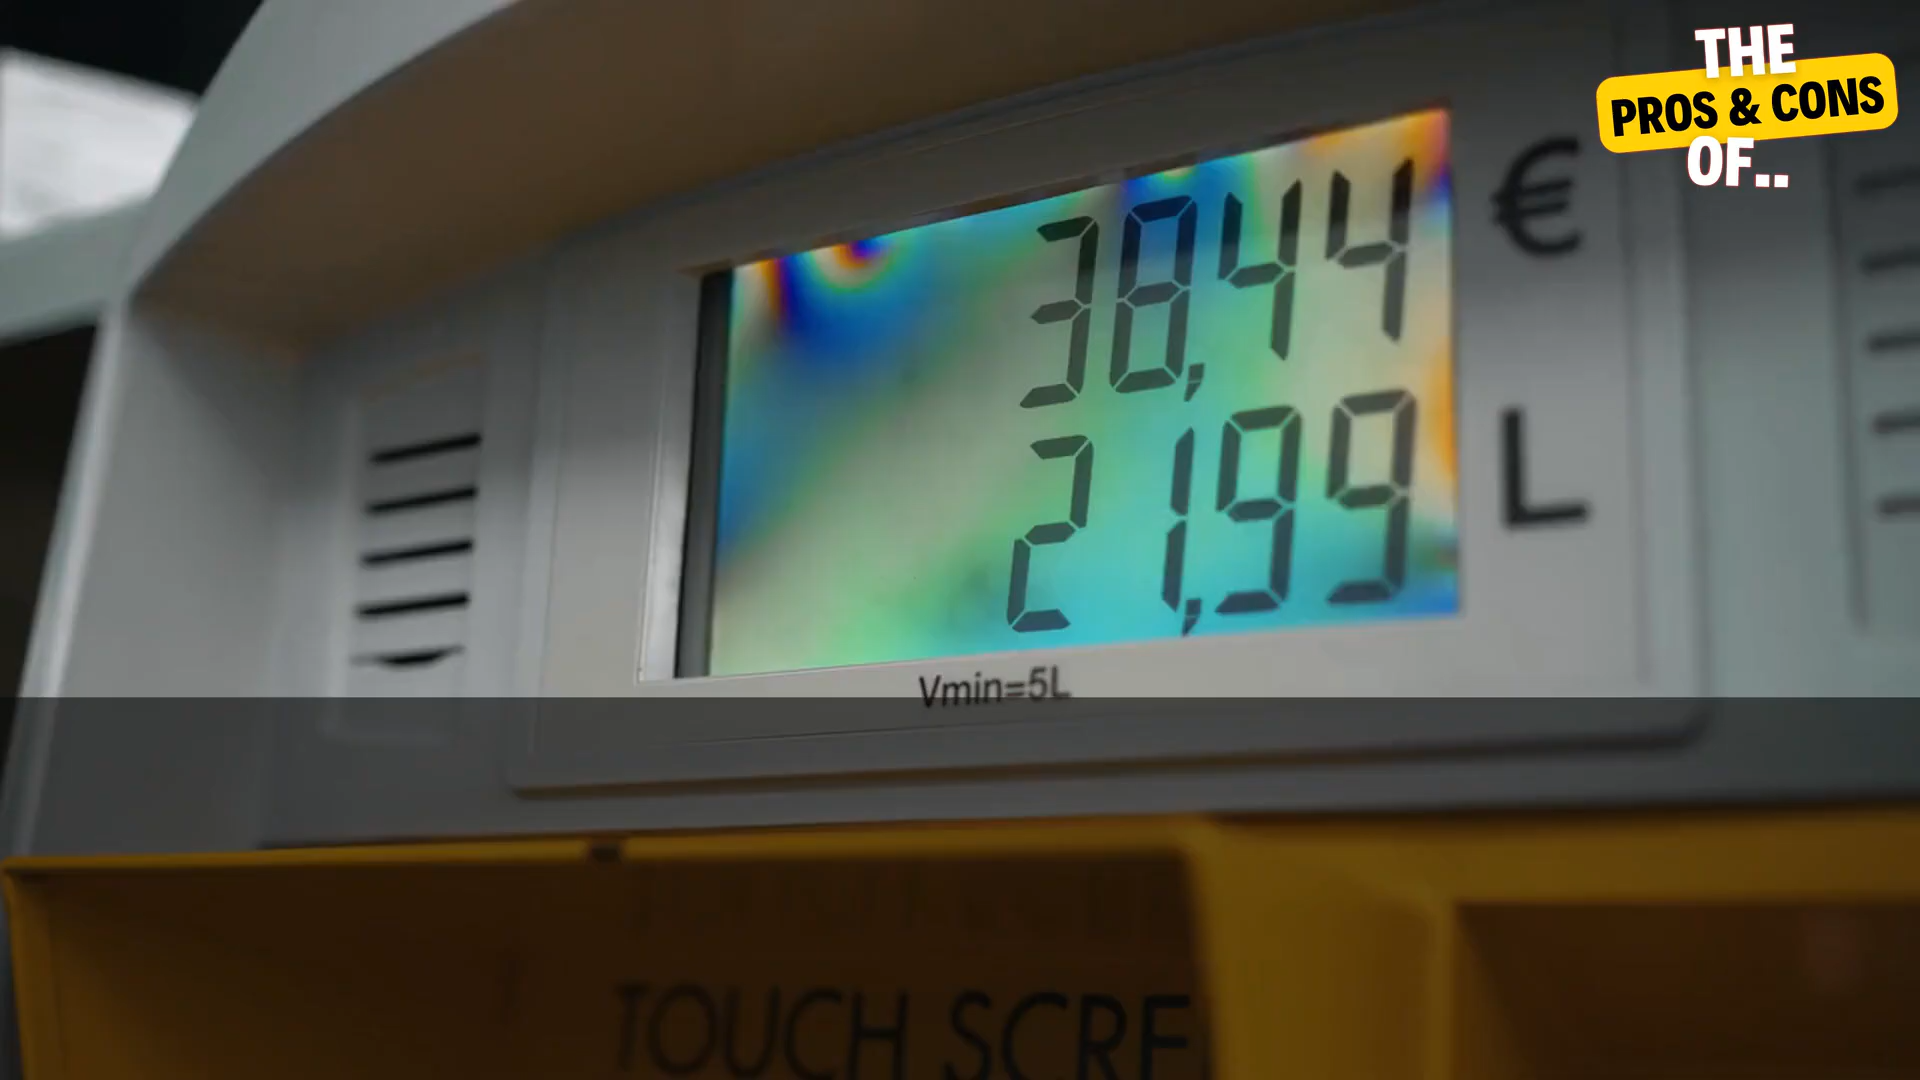 THE
PROS & CONS
OF..
38,44 €
21,99 L
Vmin=5L
TOUCH SCRE